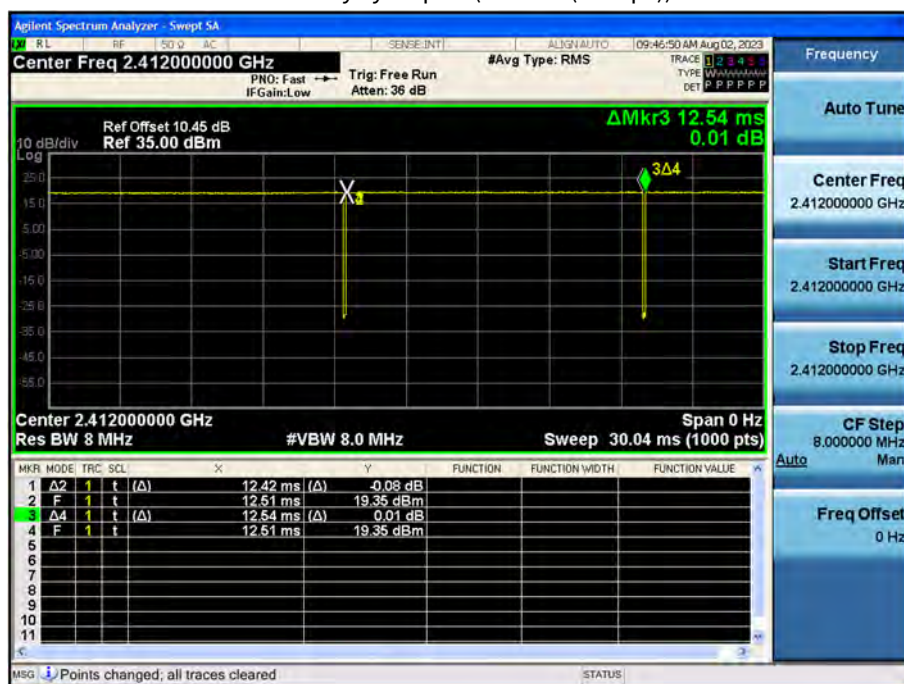 Agilent Spectrum Analyzer - Swept SA
RL RF 50 Ω AC SENSE:INT ALIGN AUTO 09:46:50 AM Aug 02, 2023
Center Freq 2.412000000 GHz
PNO: Fast
IFGain:Low
Trig: Free Run
Atten: 36 dB
#Avg Type: RMS
TRACE 1 2 3 4 5 6
TYPE
DET P P P P P P
ΔMkr3 12.54 ms
0.01 dB
Ref Offset 10.45 dB
10 dB/div Ref 35.00 dBm
Log
25.0
15.0
5.00
-5.00
-15.0
-25.0
-35.0
-45.0
-55.0
3Δ4
Center 2.412000000 GHz Span 0 Hz
Res BW 8 MHz #VBW 8.0 MHz Sweep 30.04 ms (1000 pts)
MKR MODE TRC SCL X Y FUNCTION FUNCTION WIDTH FUNCTION VALUE
1 Δ2 1 t (Δ) 12.42 ms (Δ) -0.08 dB
2 F 1 t 12.51 ms 19.35 dBm
3 Δ4 1 t (Δ) 12.54 ms (Δ) 0.01 dB
4 F 1 t 12.51 ms 19.35 dBm
5
6
7
8
9
10
11
MSG Points changed; all traces cleared STATUS
Frequency
Auto Tune
Center Freq
2.412000000 GHz
Start Freq
2.412000000 GHz
Stop Freq
2.412000000 GHz
CF Step
8.000000 MHz
Auto Man
Freq Offset
0 Hz